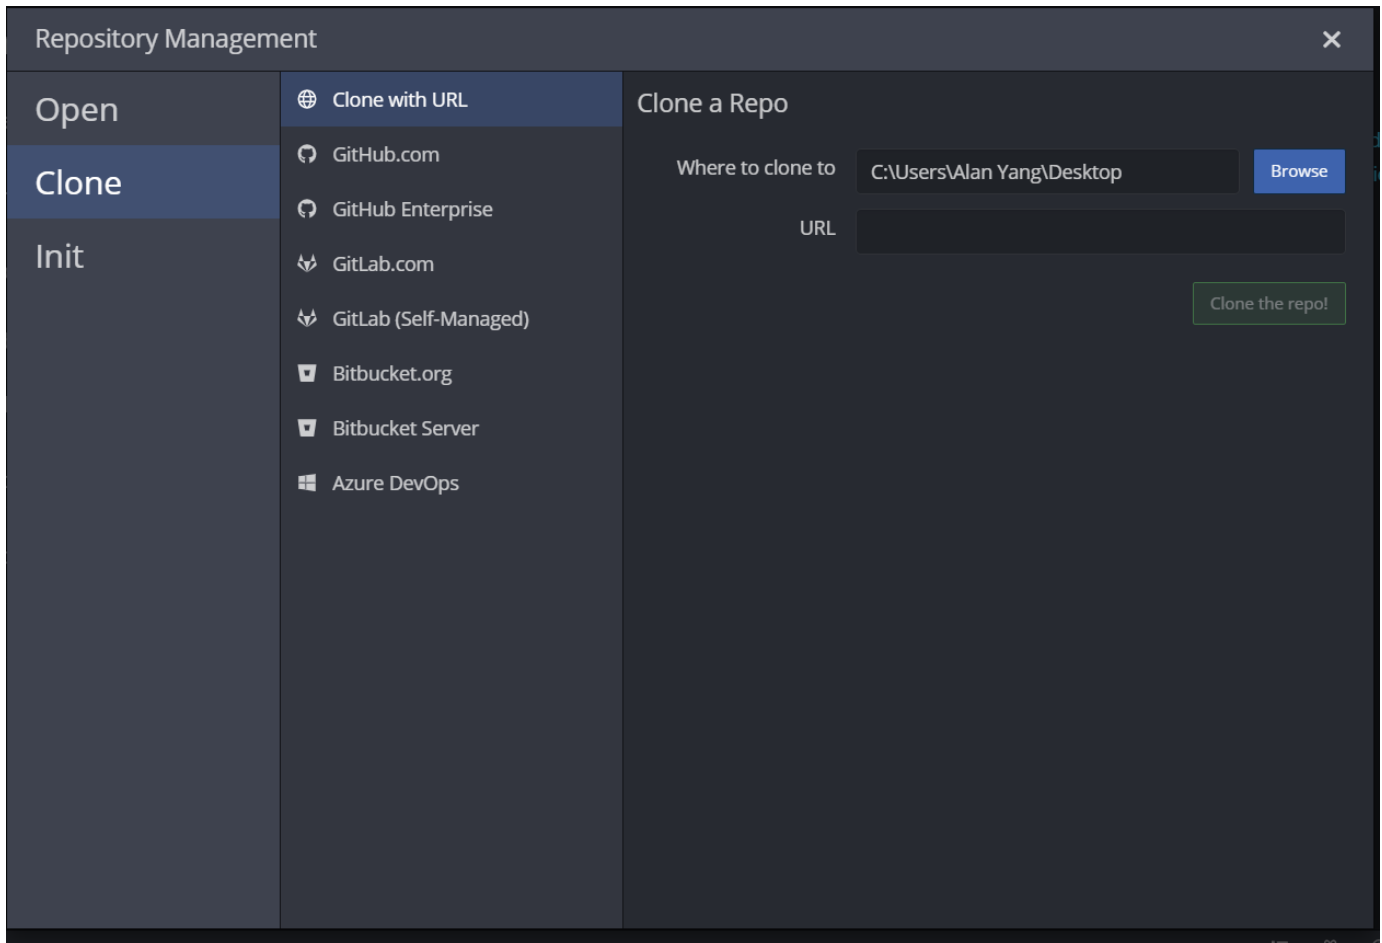 Repository Management
Open
Clone
Init
Clone with URL
GitHub.com
GitHub Enterprise
GitLab.com
GitLab (Self-Managed)
Bitbucket.org
Bitbucket Server
Azure DevOps
Clone a Repo
Where to clone to
C:\Users\Alan Yang\Desktop
Browse
URL
Clone the repo!